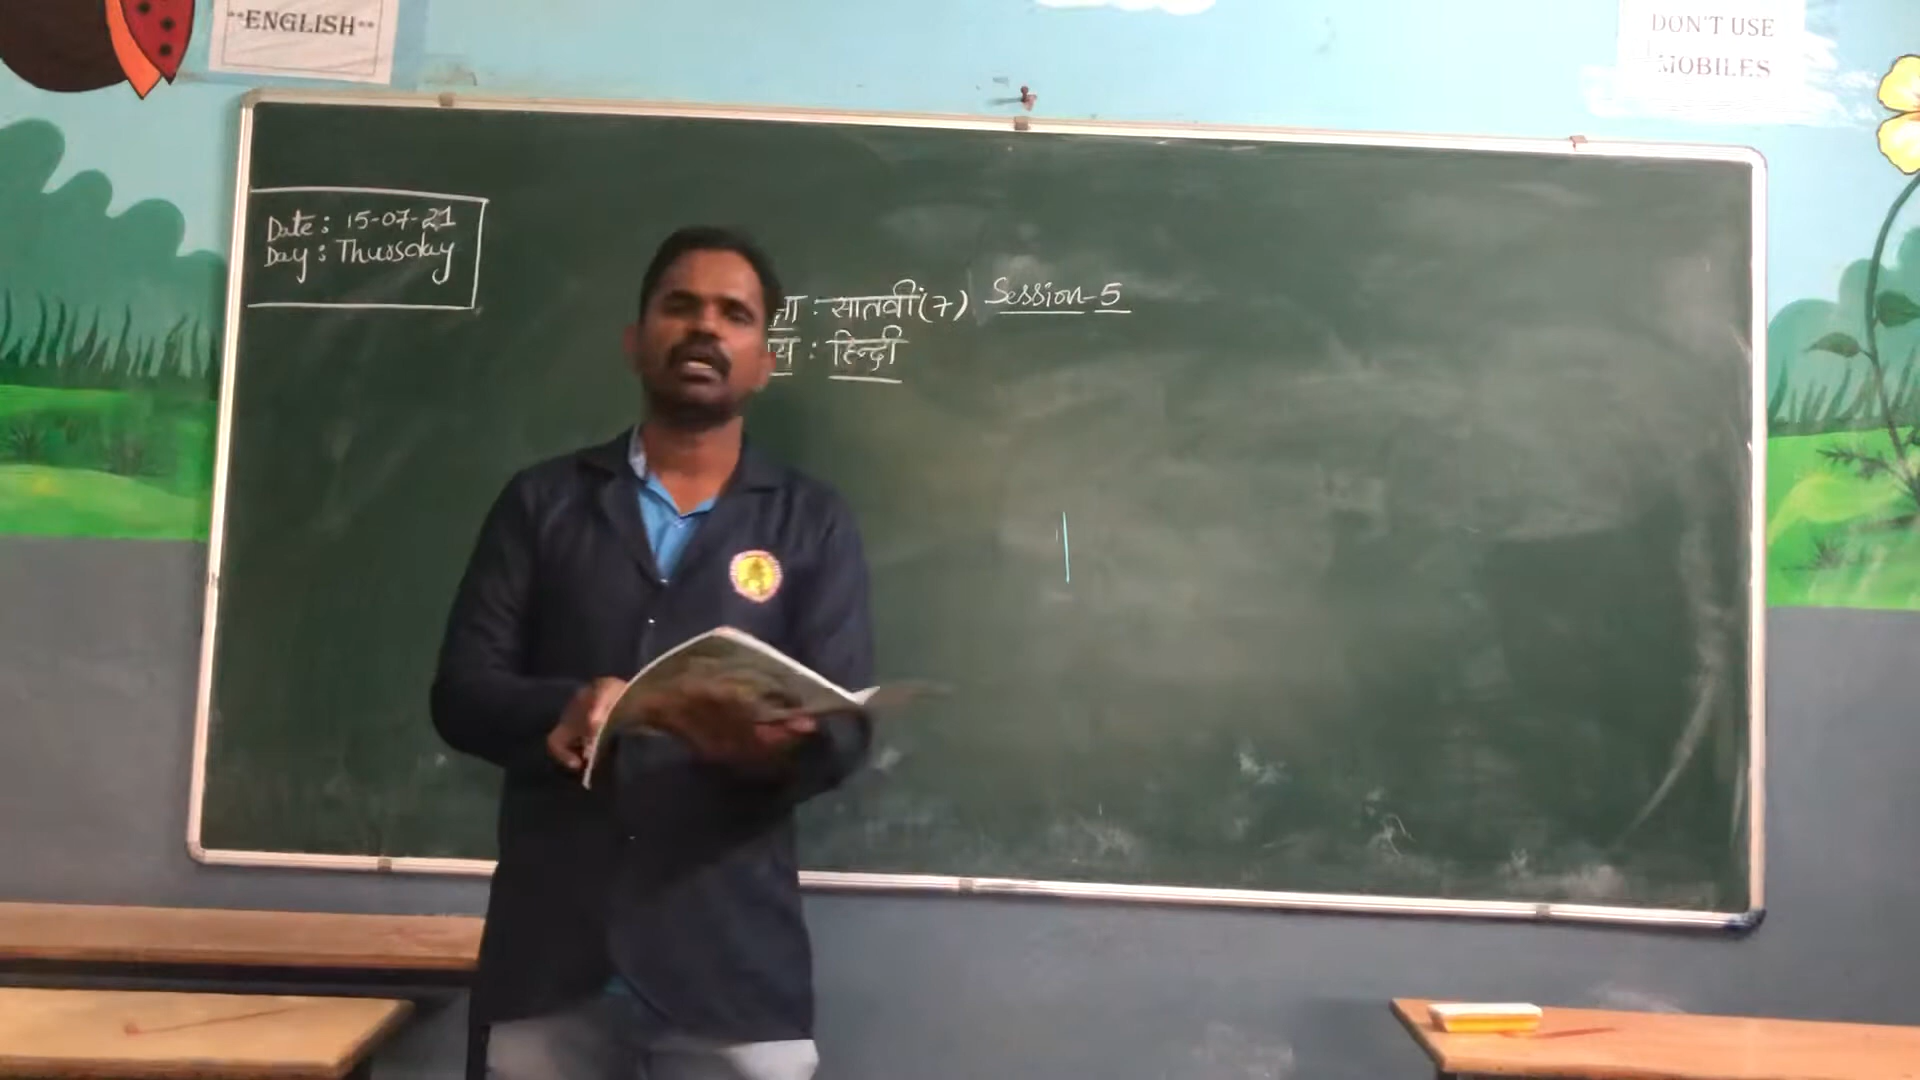 **ENGLISH**
DON'T USE
MOBILES
Date: 15-07-21
Day: Thursday
: सातवीं (7) Session-5
: हिन्दी